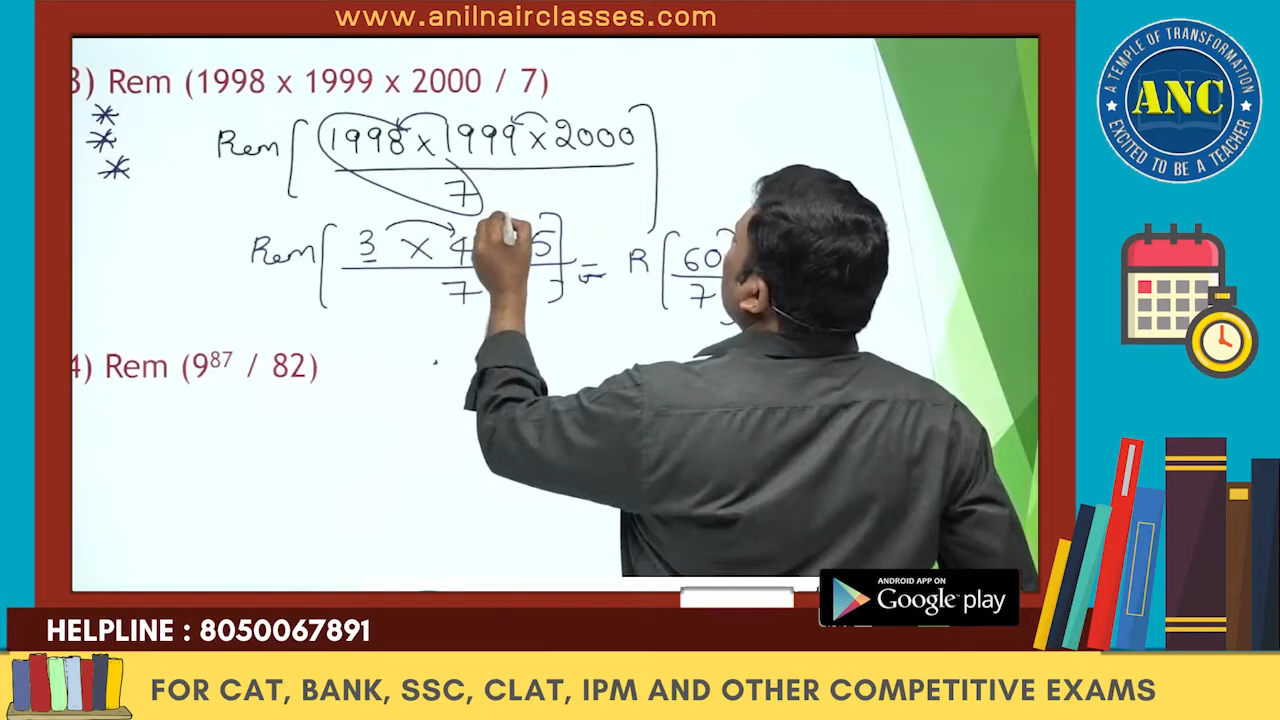 www.anilnairclasses.com
A TEMPLE OF TRANSFORMATION
ANC
EXCITED TO BE A TEACHER
3) Rem (1998 x 1999 x 2000 / 7)
Rem [ 1998 x 1999 x 2000
7 ]
Rem [ 3 x 4 5
7 ] = R [ 60
7
4) Rem (9⁸⁷ / 82)
ANDROID APP ON
Google play
HELPLINE : 8050067891
FOR CAT, BANK, SSC, CLAT, IPM AND OTHER COMPETITIVE EXAMS